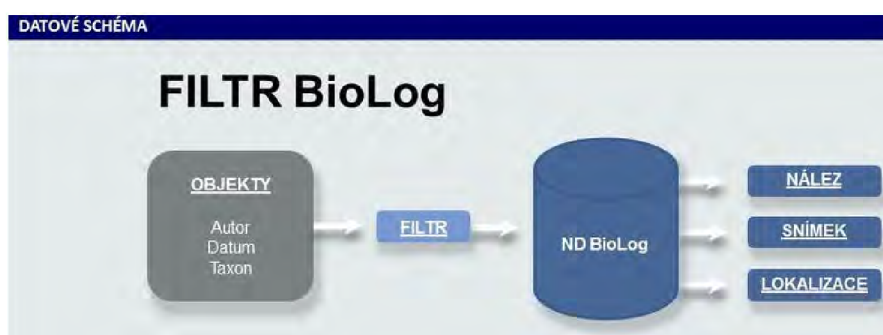 DATOVÉ SCHÉMA
FILTR BioLog
OBJEKTY
Autor
Datum
Taxon
FILTR
ND BioLog
NÁLEZ
SNÍMEK
LOKALIZACE